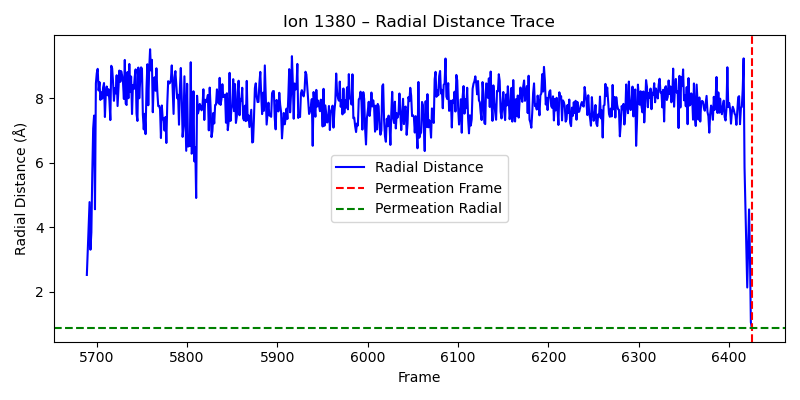 Ion 1380 – Radial Distance Trace
Radial Distance (Å)
8
6
4
2
Radial Distance
Permeation Frame
Permeation Radial
5700 5800 5900 6000 6100 6200 6300 6400
Frame